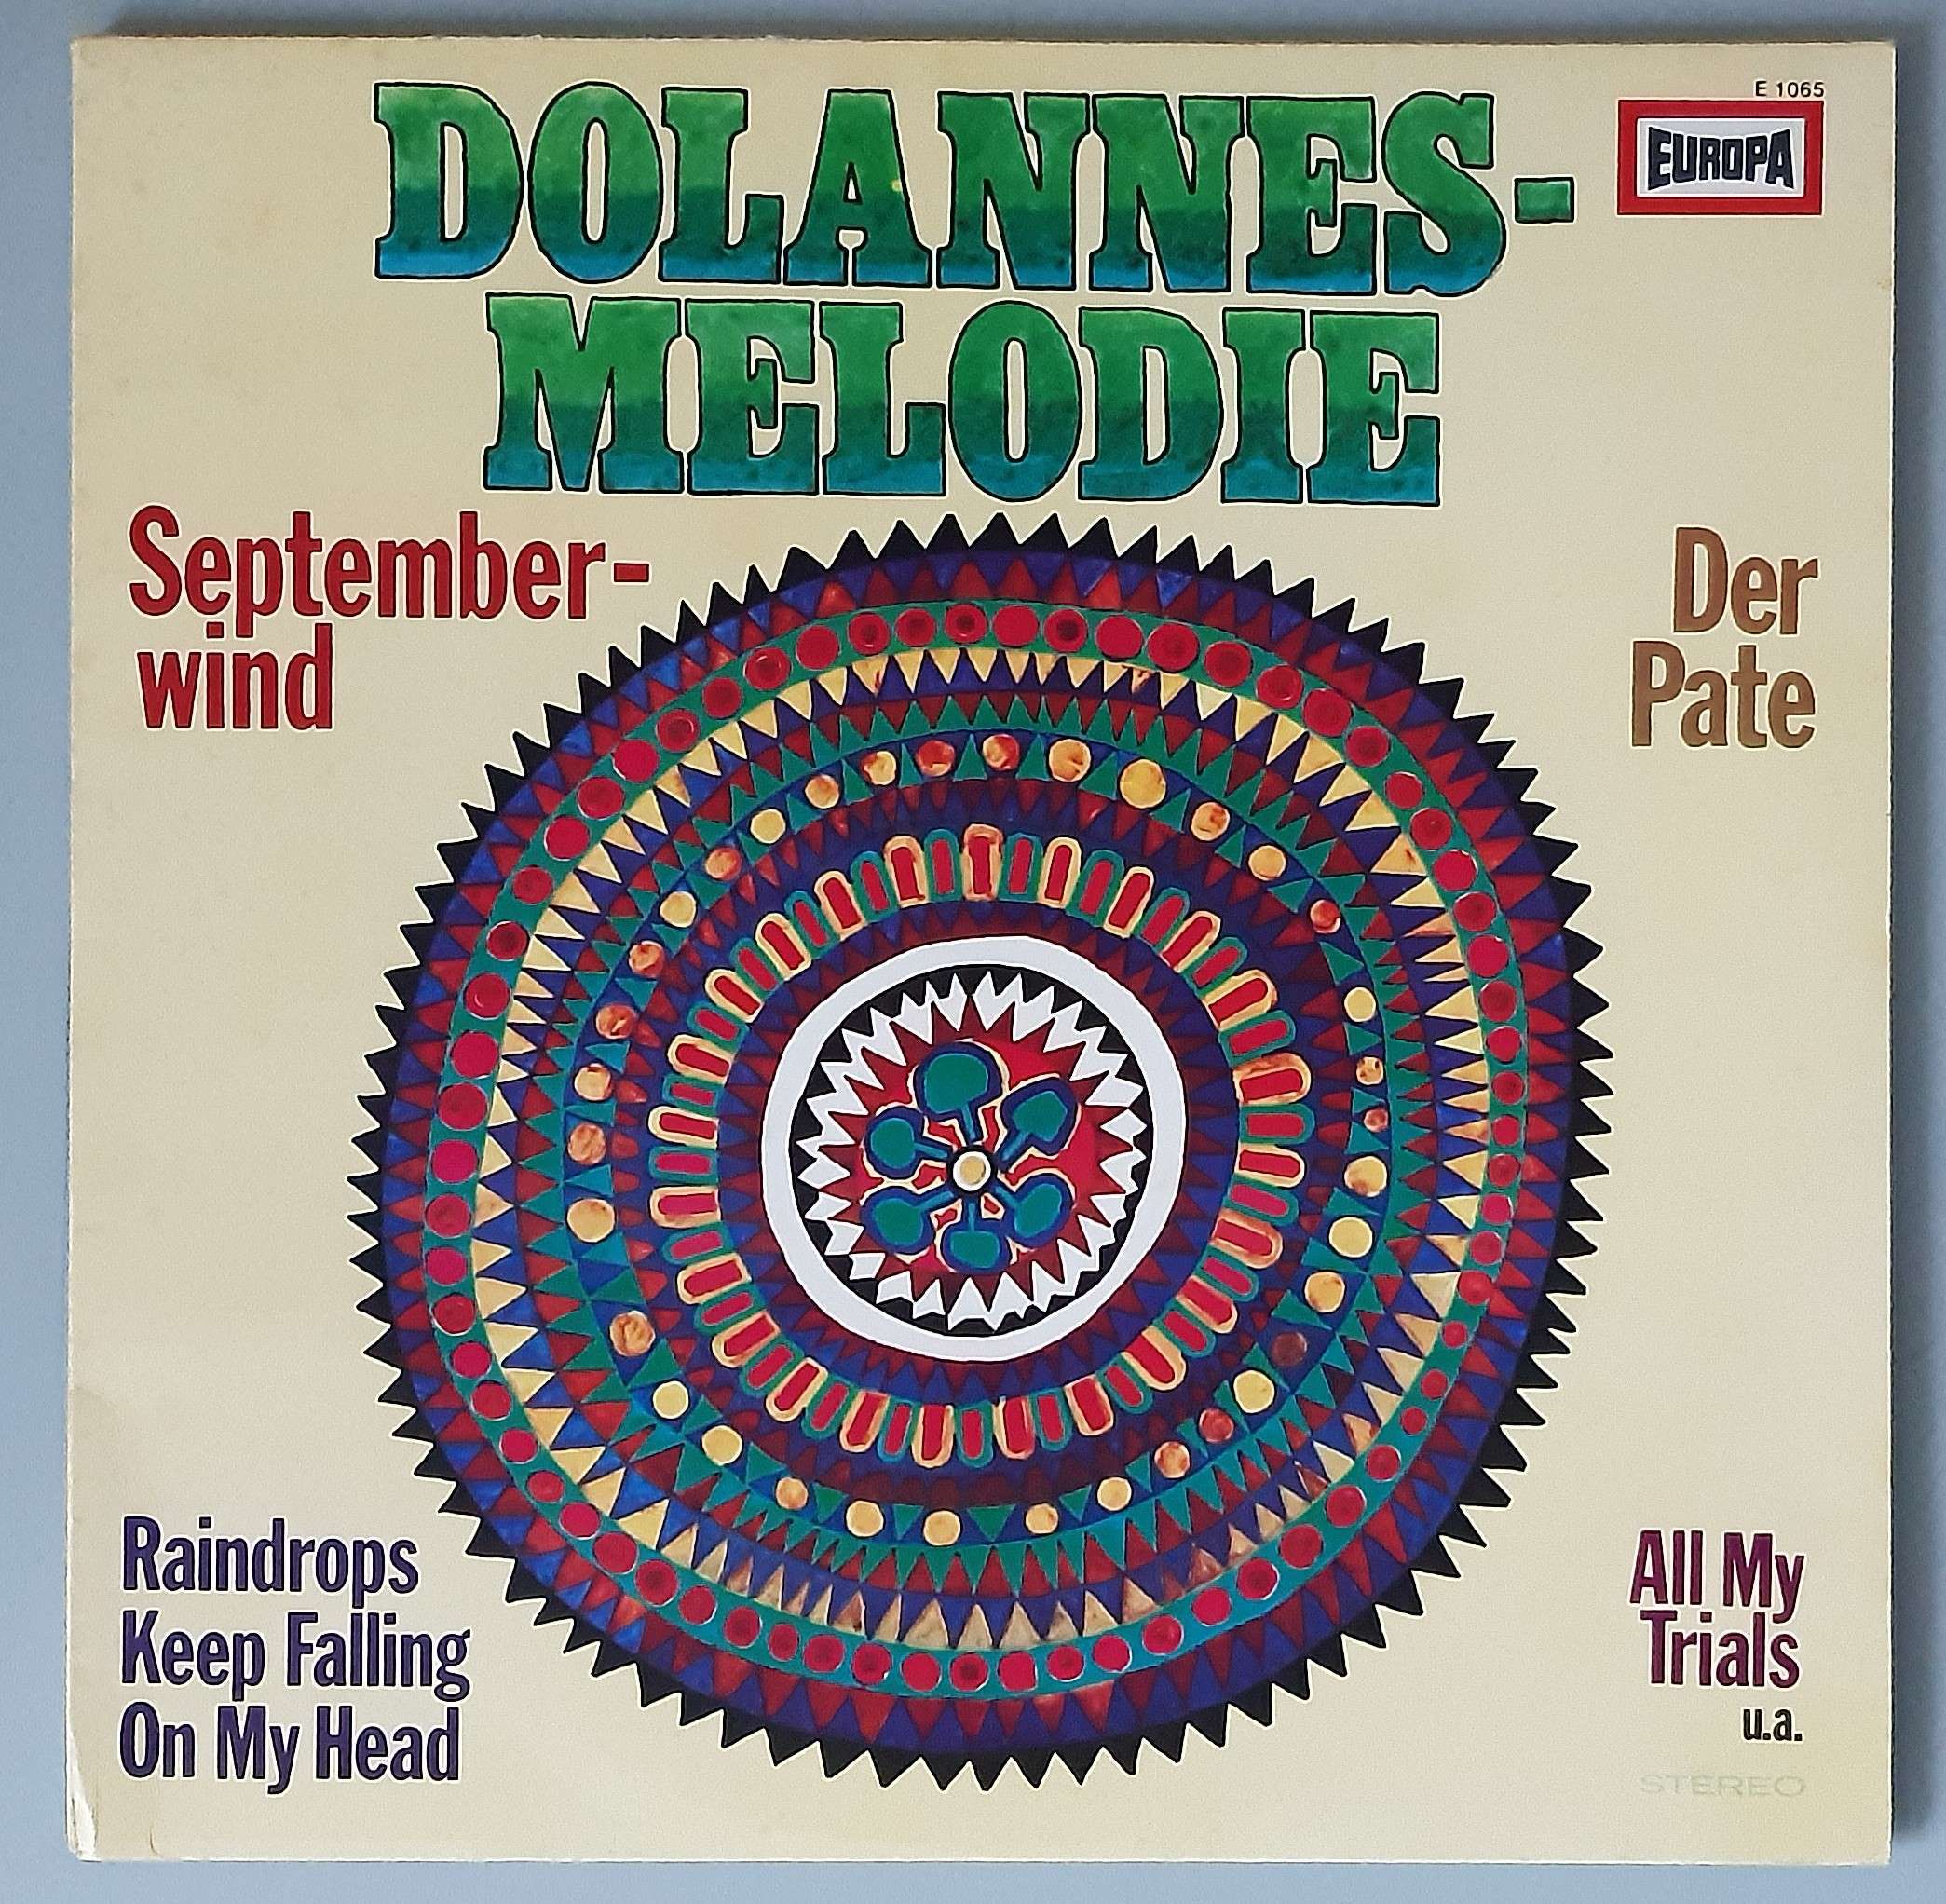 E 1065
EUROPA
DOLANNES-
MELODIE
September-
wind
Der
Pate
Raindrops
Keep Falling
On My Head
All My
Trials
u.a.
STEREO